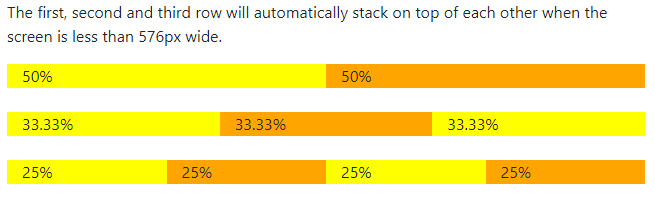 The first, second and third row will automatically stack on top of each other when the
screen is less than 576px wide.
50% 50%
33.33% 33.33% 33.33%
25% 25% 25% 25%